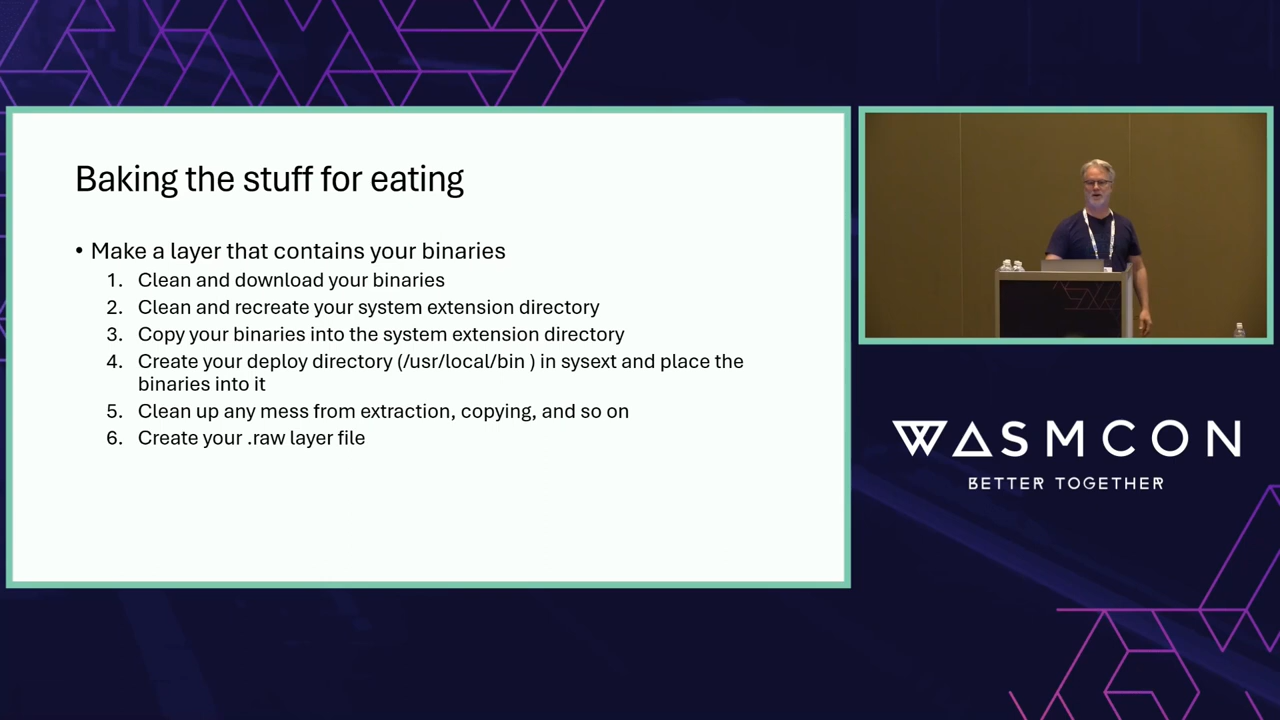 Baking the stuff for eating
• Make a layer that contains your binaries
1. Clean and download your binaries
2. Clean and recreate your system extension directory
3. Copy your binaries into the system extension directory
4. Create your deploy directory (/usr/local/bin ) in sysext and place the
binaries into it
5. Clean up any mess from extraction, copying, and so on
6. Create your .raw layer file
WASMCON
BETTER TOGETHER